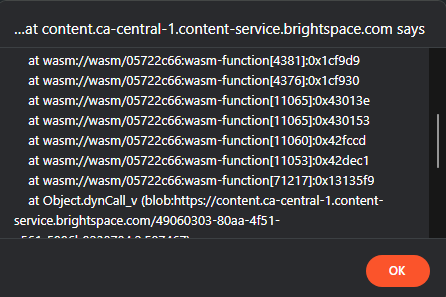 ...at content.ca-central-1.content-service.brightspace.com says
at wasm://wasm/05722c66:wasm-function[4381]:0x1cf9d9
at wasm://wasm/05722c66:wasm-function[4376]:0x1cf930
at wasm://wasm/05722c66:wasm-function[11065]:0x43013e
at wasm://wasm/05722c66:wasm-function[11065]:0x430153
at wasm://wasm/05722c66:wasm-function[11060]:0x42fccd
at wasm://wasm/05722c66:wasm-function[11053]:0x42dec1
at wasm://wasm/05722c66:wasm-function[71217]:0x13135f9
at Object.dynCall_v (blob:https://content.ca-central-1.content-
service.brightspace.com/49060303-80aa-4f51-
OK